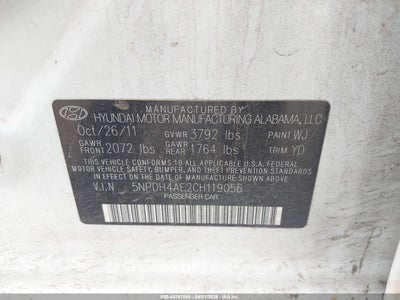 HYUNDAI MOTOR MANUFACTURING ALABAMA, LLC
Oct/26/11 GVWR 3792 lbs PAINT WJ
GAWR FRONT 2072 lbs GAWR REAR 1764 lbs TRIM YD
THIS VEHICLE CONFORMS TO ALL APPLICABLE U.S.A. FEDERAL
MOTOR VEHICLE SAFETY, BUMPER, AND THEFT PREVENTION
STANDARDS IN EFFECT ON THE DATE OF MANUFACTURE SHOWN ABOVE.
V.I.N 5NPDH4AE2CH119056
PASSENGER CAR